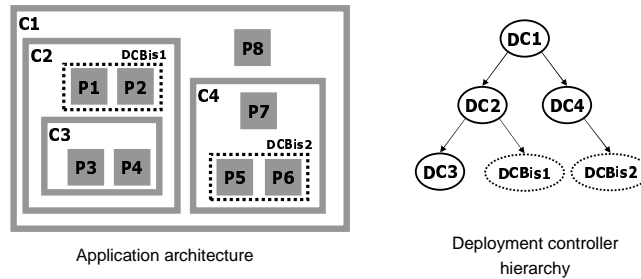 C1
C2
DCBis1
P1 P2
P8
C3
P3 P4
C4
P7
DCBis2
P5 P6
Application architecture
DC1
DC2 DC4
DC3 DCBis1 DCBis2
Deployment controller
hierarchy